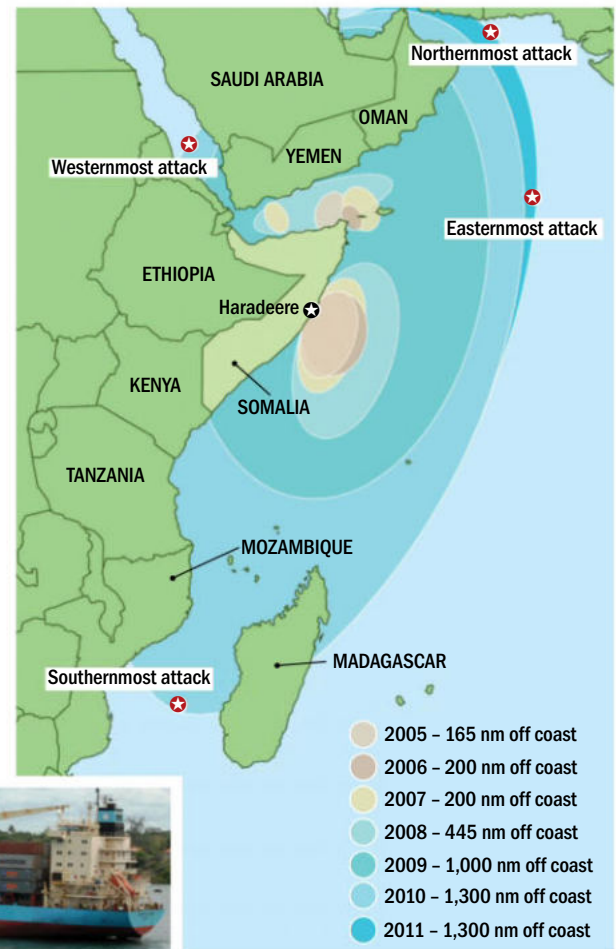 Northernmost attack
SAUDI ARABIA
OMAN
Westernmost attack
YEMEN
Easternmost attack
ETHIOPIA
Haradeere
KENYA
SOMALIA
TANZANIA
MOZAMBIQUE
MADAGASCAR
Southernmost attack
2005 – 165 nm off coast
2006 – 200 nm off coast
2007 – 200 nm off coast
2008 – 445 nm off coast
2009 – 1,000 nm off coast
2010 – 1,300 nm off coast
2011 – 1,300 nm off coast